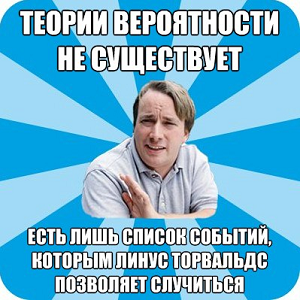 ТЕОРИИ ВЕРОЯТНОСТИ
НЕ СУЩЕСТВУЕТ
ЕСТЬ ЛИШЬ СПИСОК СОБЫТИЙ,
КОТОРЫМ ЛИНУС ТОРВАЛЬДС
ПОЗВОЛЯЕТ СЛУЧИТЬСЯ